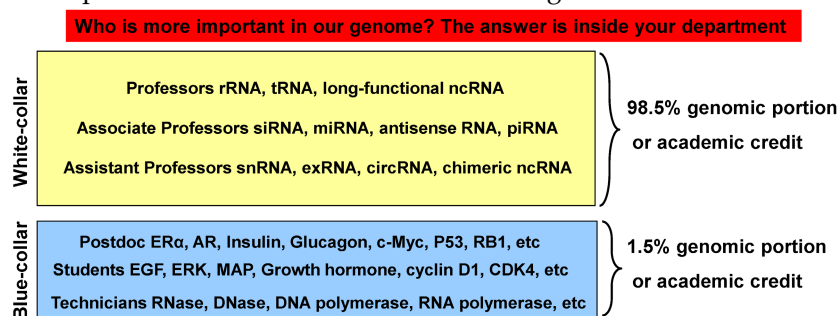 Who is more important in our genome? The answer is inside your department
White-collar
Professors rRNA, tRNA, long-functional ncRNA
Associate Professors siRNA, miRNA, antisense RNA, piRNA
Assistant Professors snRNA, exRNA, circRNA, chimeric ncRNA
98.5% genomic portion
or academic credit
Blue-collar
Postdoc ERα, AR, Insulin, Glucagon, c-Myc, P53, RB1, etc
Students EGF, ERK, MAP, Growth hormone, cyclin D1, CDK4, etc
Technicians RNase, DNase, DNA polymerase, RNA polymerase, etc
1.5% genomic portion
or academic credit